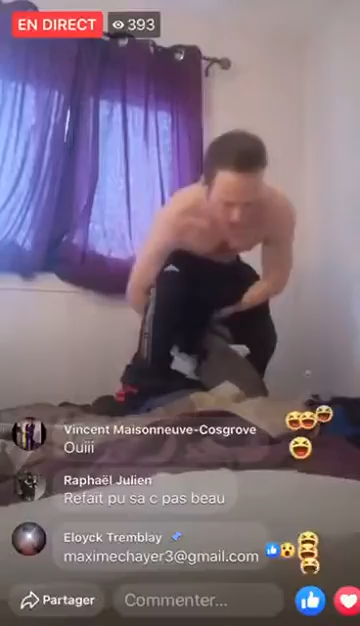 EN DIRECT 393
Vincent Maisonneuve-Cosgrove
Ouiii
Raphaël Julien
Refait pu sa c pas beau
Eloyck Tremblay
maximechayer3@gmail.com
Partager Commenter...